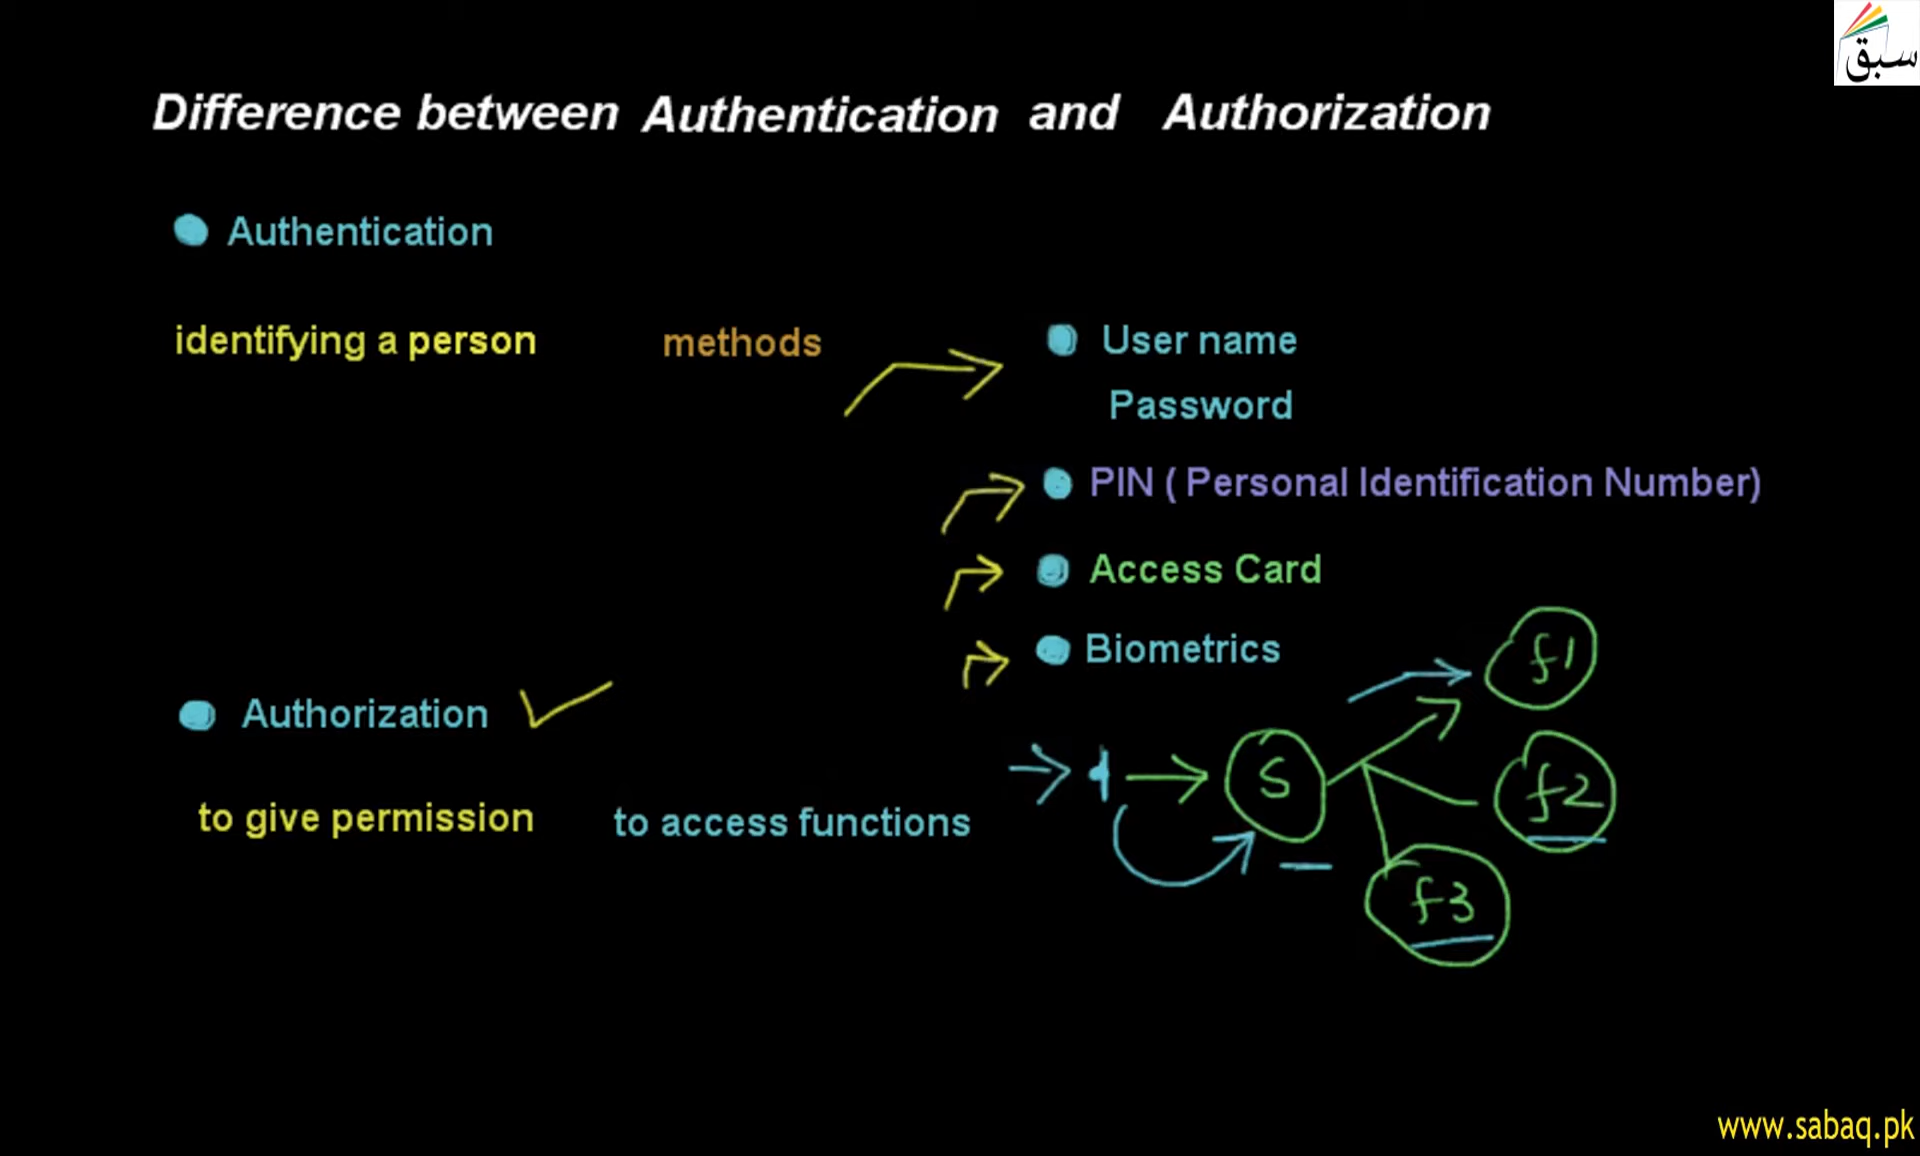 سبق
Difference between Authentication and Authorization
Authentication
identifying a person methods User name
Password
PIN ( Personal Identification Number)
Access Card
Biometrics
f1
Authorization
S
f2
to give permission to access functions
f3
www.sabaq.pk